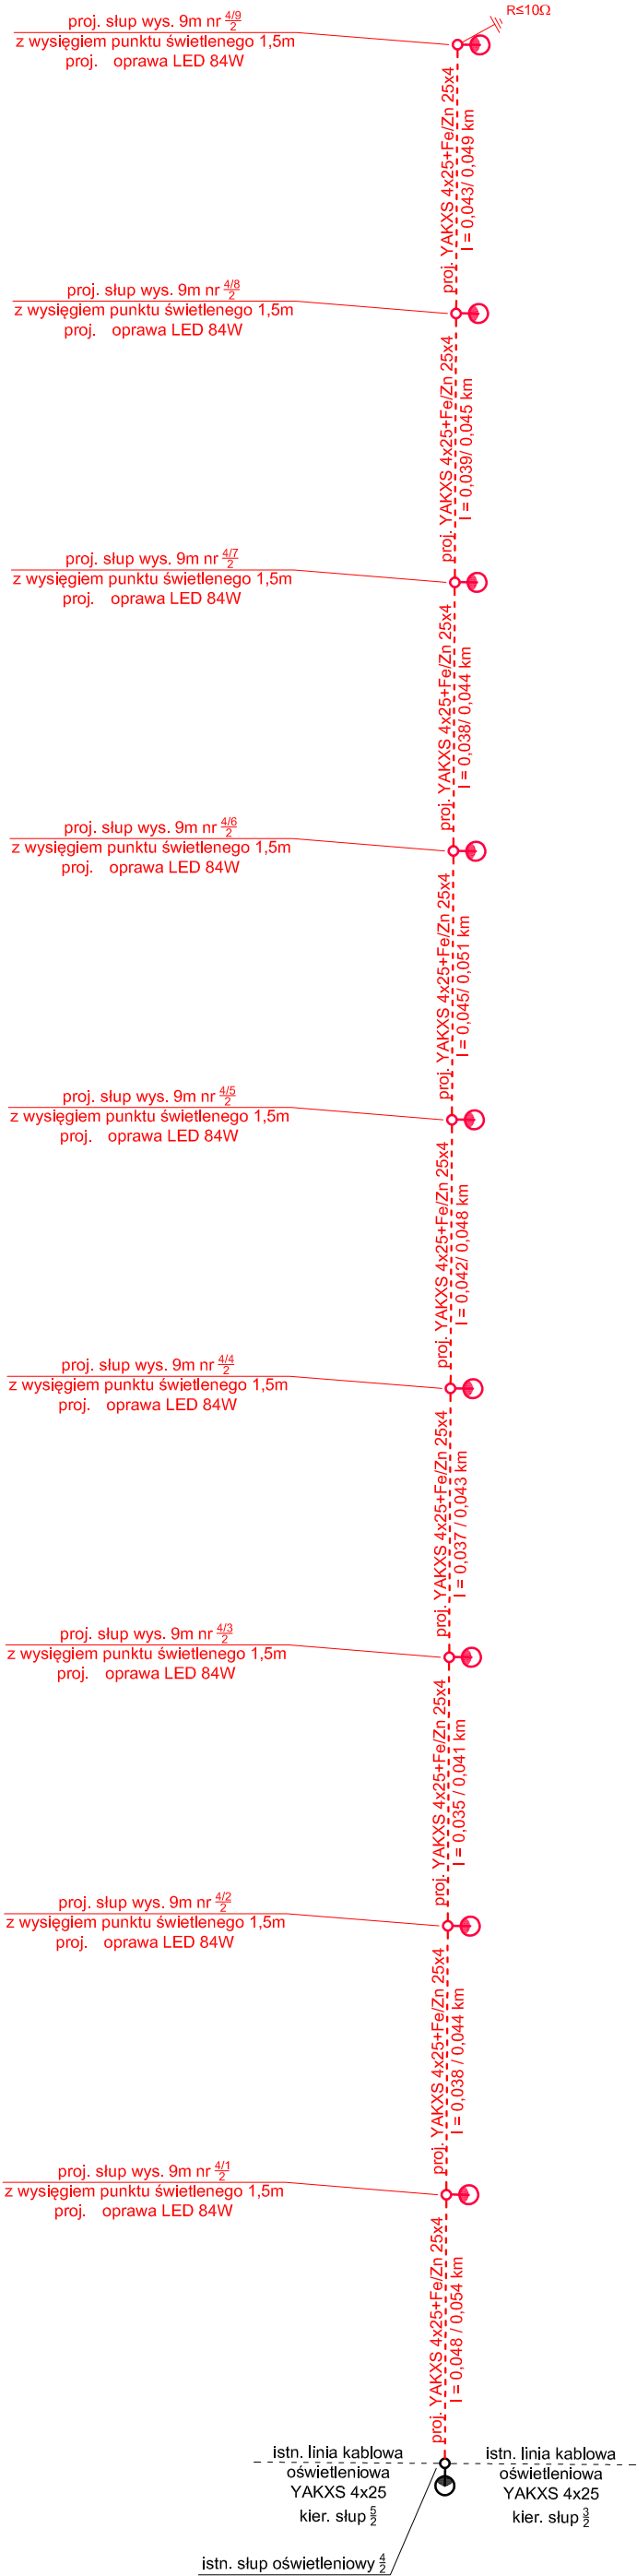 R≤10Ω
proj. słup wys. 9m nr 4/9/2
z wysięgiem punktu świetlenego 1,5m
proj. oprawa LED 84W
proj. YAKXS 4x25+Fe/Zn 25x4
l = 0,043/ 0,049 km
proj. słup wys. 9m nr 4/8/2
z wysięgiem punktu świetlenego 1,5m
proj. oprawa LED 84W
proj. YAKXS 4x25+Fe/Zn 25x4
l = 0,039/ 0,045 km
proj. słup wys. 9m nr 4/7/2
z wysięgiem punktu świetlenego 1,5m
proj. oprawa LED 84W
proj. YAKXS 4x25+Fe/Zn 25x4
l = 0,038/ 0,044 km
proj. słup wys. 9m nr 4/6/2
z wysięgiem punktu świetlenego 1,5m
proj. oprawa LED 84W
proj. YAKXS 4x25+Fe/Zn 25x4
l = 0,045/ 0,051 km
proj. słup wys. 9m nr 4/5/2
z wysięgiem punktu świetlenego 1,5m
proj. oprawa LED 84W
proj. YAKXS 4x25+Fe/Zn 25x4
l = 0,042/ 0,048 km
proj. słup wys. 9m nr 4/4/2
z wysięgiem punktu świetlenego 1,5m
proj. oprawa LED 84W
proj. YAKXS 4x25+Fe/Zn 25x4
l = 0,037 / 0,043 km
proj. słup wys. 9m nr 4/3/2
z wysięgiem punktu świetlenego 1,5m
proj. oprawa LED 84W
proj. YAKXS 4x25+Fe/Zn 25x4
l = 0,035 / 0,041 km
proj. słup wys. 9m nr 4/2/2
z wysięgiem punktu świetlenego 1,5m
proj. oprawa LED 84W
proj. YAKXS 4x25+Fe/Zn 25x4
l = 0,038 / 0,044 km
proj. słup wys. 9m nr 4/1/2
z wysięgiem punktu świetlenego 1,5m
proj. oprawa LED 84W
proj. YAKXS 4x25+Fe/Zn 25x4
l = 0,048 / 0,054 km
istn. linia kablowa
oświetleniowa
YAKXS 4x25
kier. słup 5/2
istn. linia kablowa
oświetleniowa
YAKXS 4x25
kier. słup 3/2
istn. słup oświetleniowy 4/2